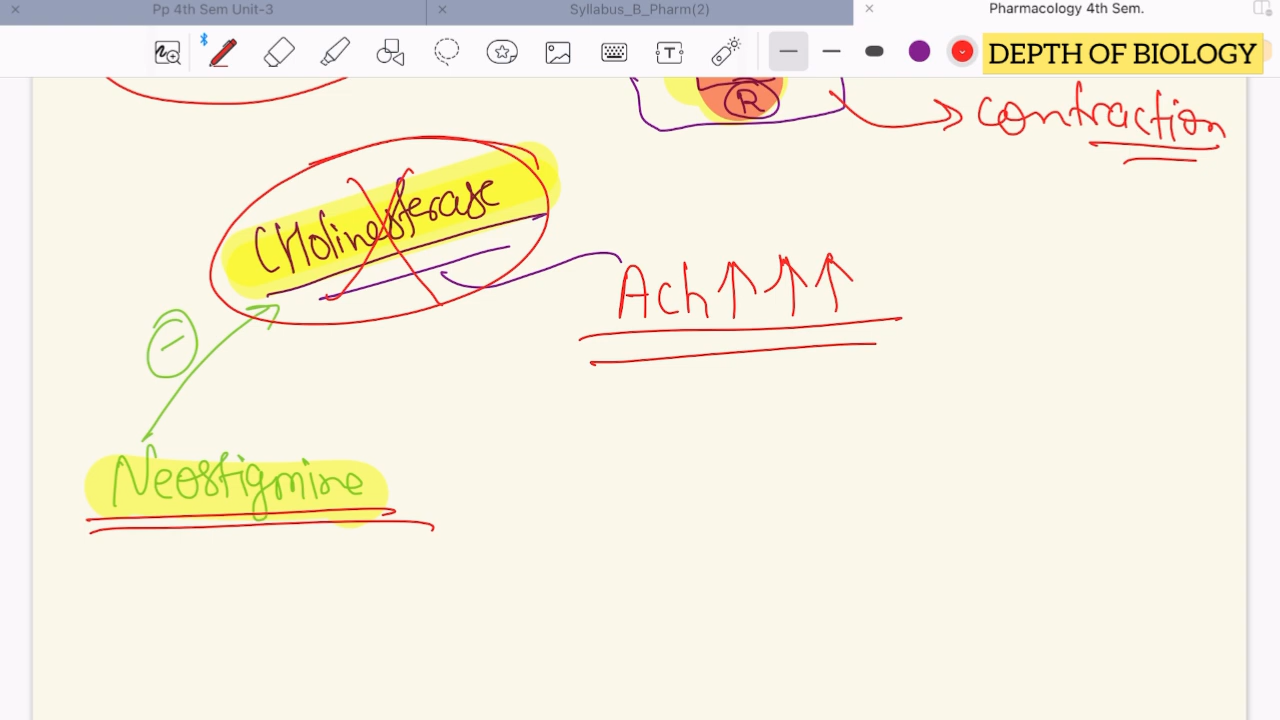 Pp 4th Sem Unit-3
Syllabus_B_Pharm(2)
Pharmacology 4th Sem.
DEPTH OF BIOLOGY
R
contraction
CHolinesterase
Ach↑↑↑
Neostigmine